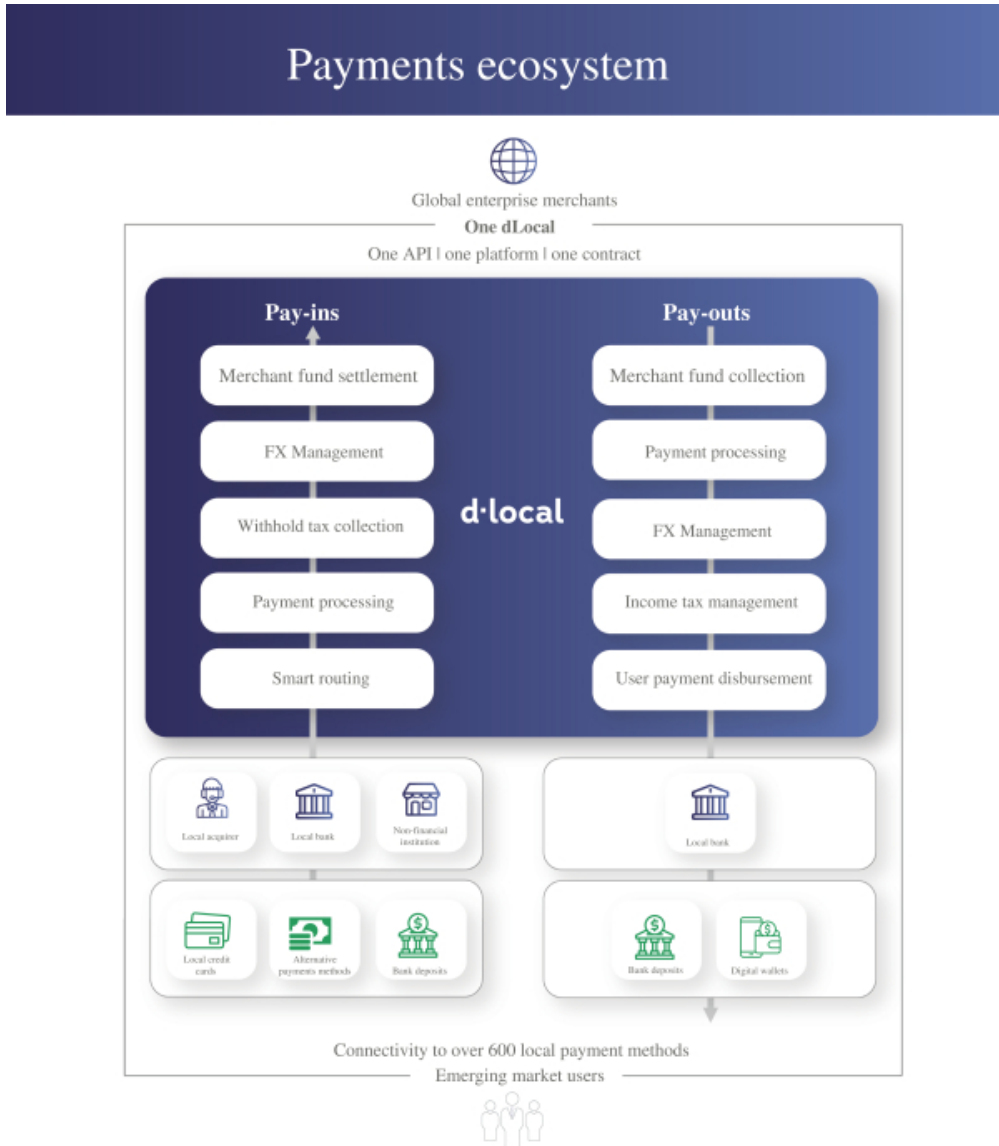 Payments ecosystem
Global enterprise merchants
One dLocal
One API | one platform | one contract
Pay-ins
Merchant fund settlement
FX Management
Withhold tax collection
Payment processing
Smart routing
d·local
Pay-outs
Merchant fund collection
Payment processing
FX Management
Income tax management
User payment disbursement
Local acquirer
Local bank
Non-financial
institution
Local bank
Local credit
cards
Alternative
payments methods
Bank deposits
Bank deposits
Digital wallets
Connectivity to over 600 local payment methods
Emerging market users